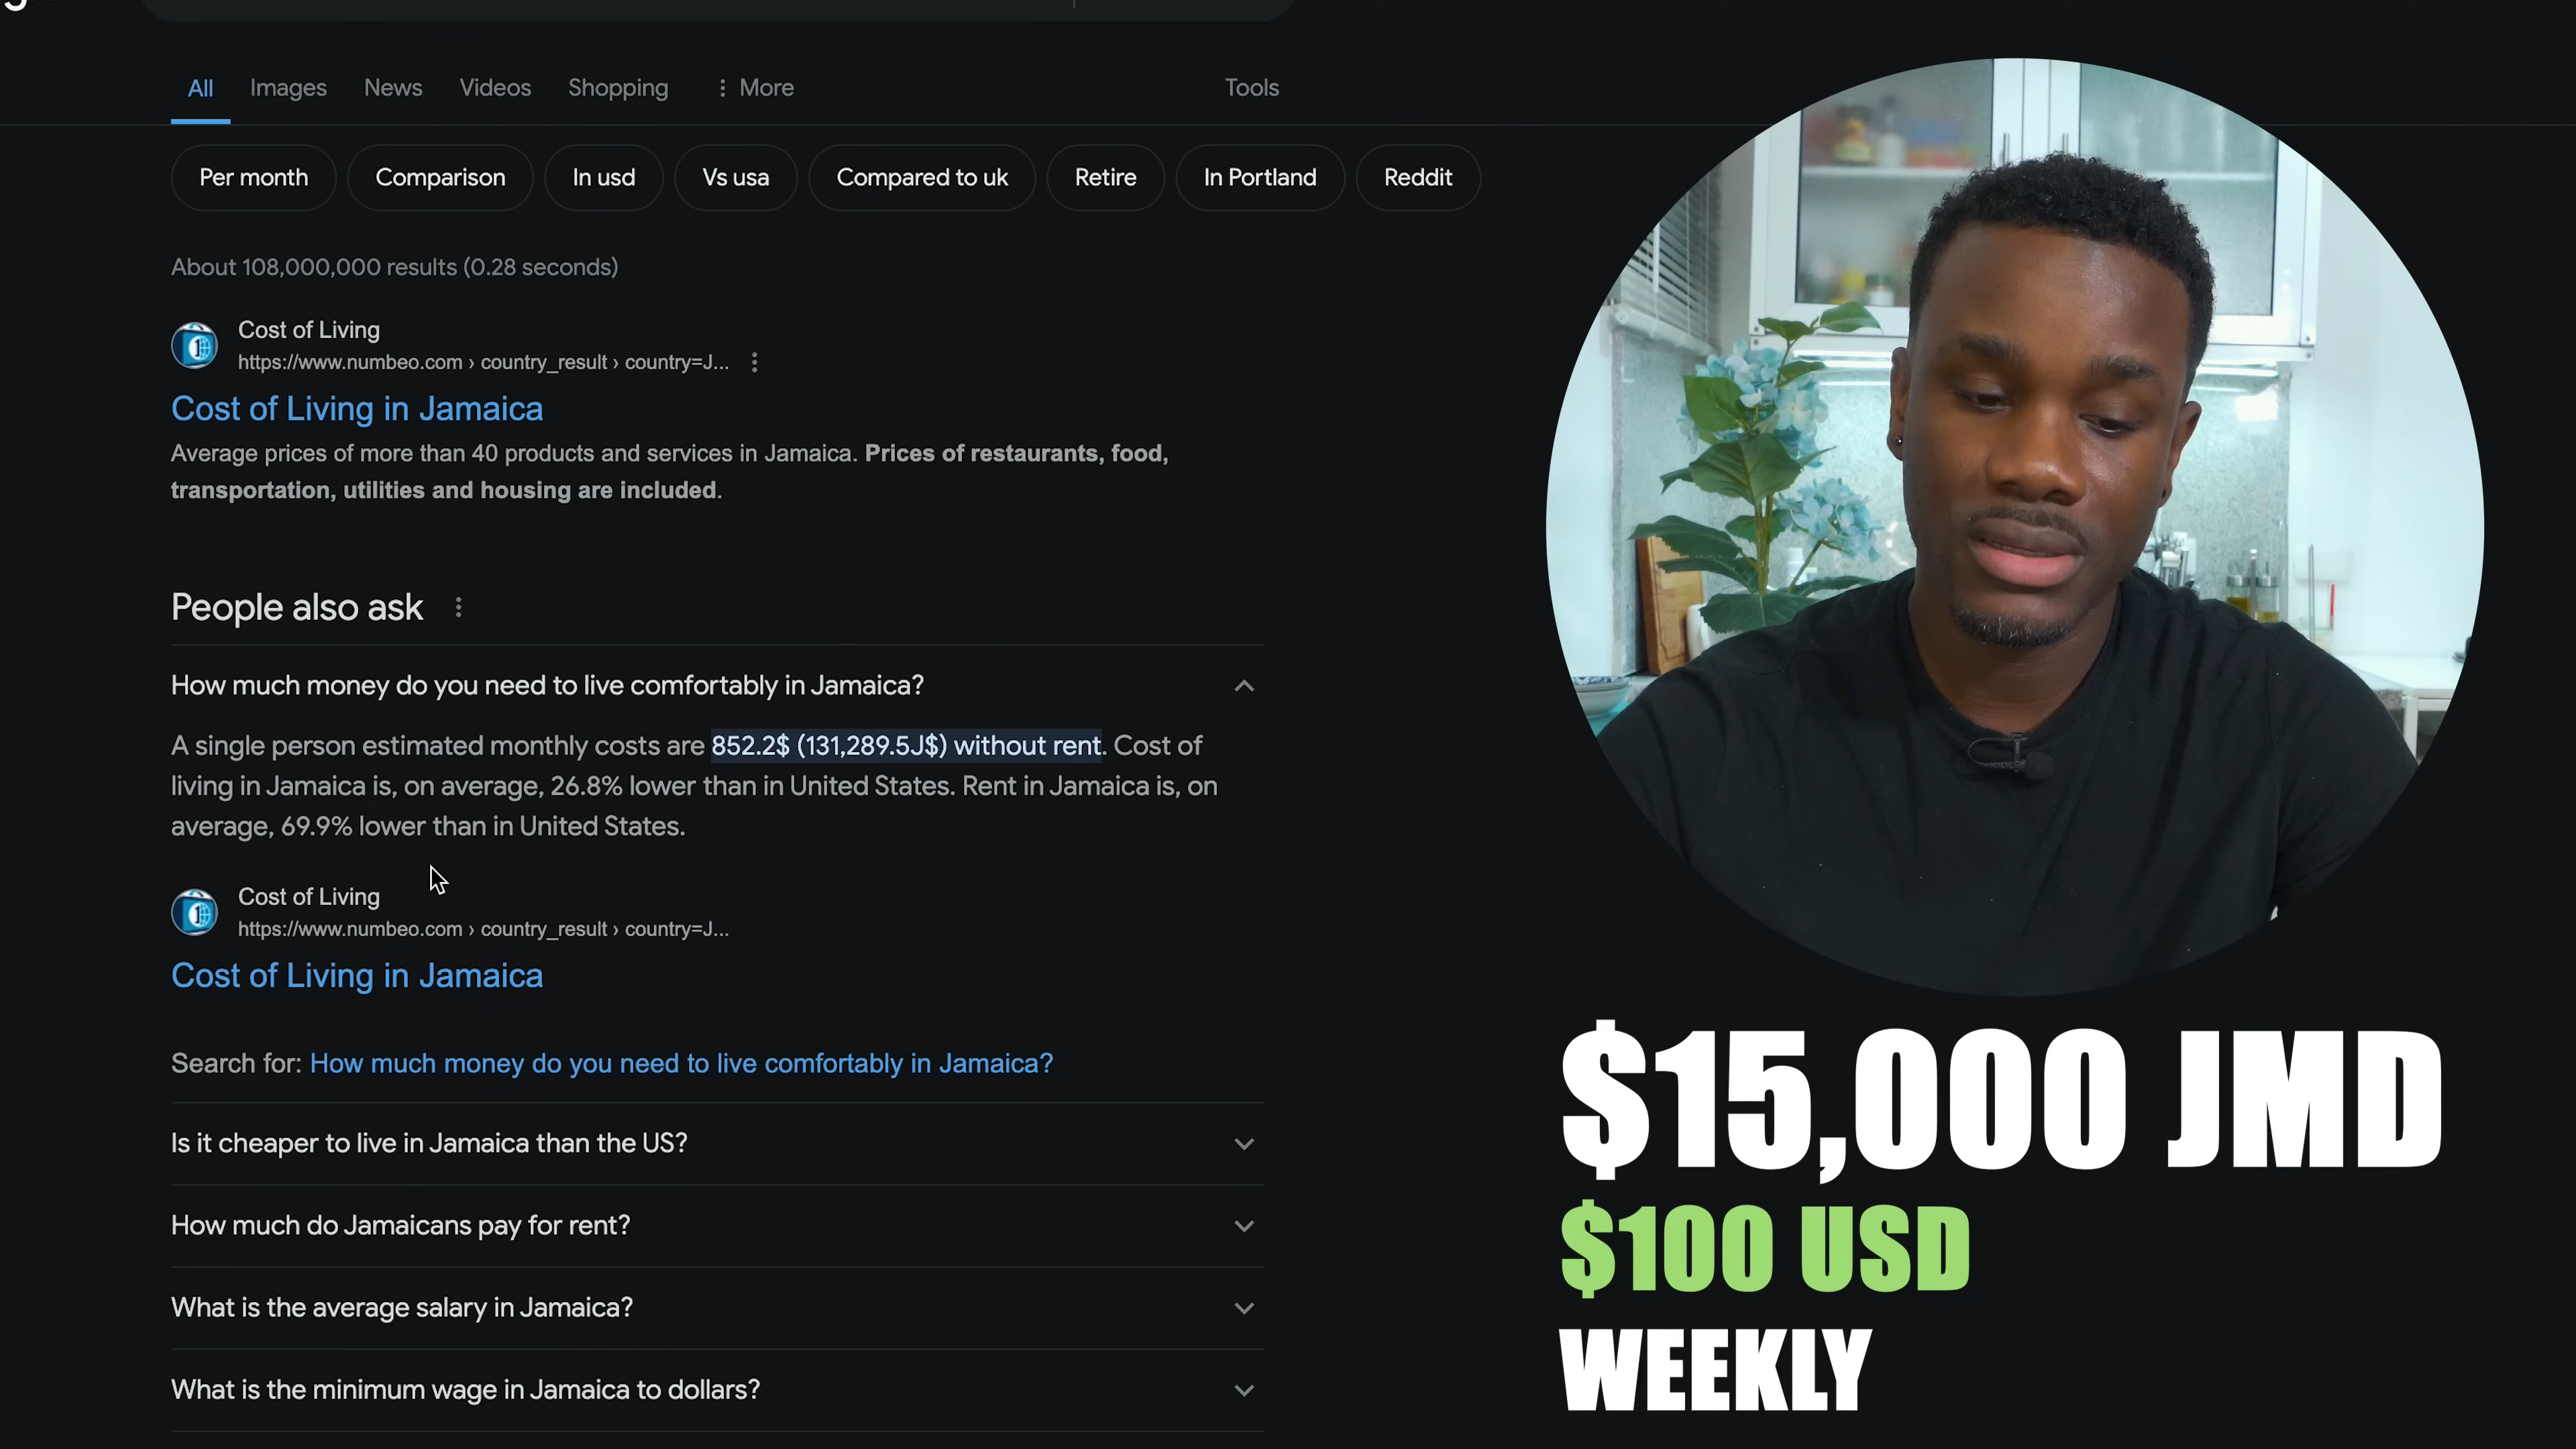 All Images News Videos Shopping More Tools
Per month Comparison In usd Vs usa Compared to uk Retire In Portland Reddit
About 108,000,000 results (0.28 seconds)
Cost of Living
https://www.numbeo.com › country_result › country=J...
Cost of Living in Jamaica
Average prices of more than 40 products and services in Jamaica. Prices of restaurants, food,
transportation, utilities and housing are included.
People also ask
How much money do you need to live comfortably in Jamaica?
A single person estimated monthly costs are 852.2$ (131,289.5J$) without rent. Cost of
living in Jamaica is, on average, 26.8% lower than in United States. Rent in Jamaica is, on
average, 69.9% lower than in United States.
Cost of Living
https://www.numbeo.com › country_result › country=J...
Cost of Living in Jamaica
Search for: How much money do you need to live comfortably in Jamaica?
Is it cheaper to live in Jamaica than the US?
How much do Jamaicans pay for rent?
What is the average salary in Jamaica?
What is the minimum wage in Jamaica to dollars?
$15,000 JMD
$100 USD
WEEKLY